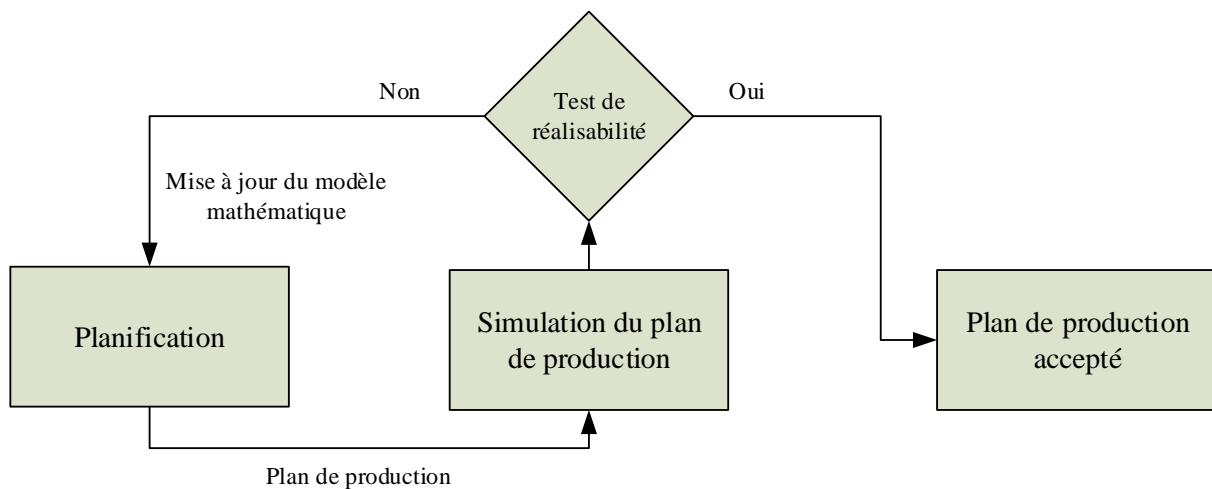 Non
Test de
réalisabilité
Oui
Mise à jour du modèle
mathématique
Planification
Simulation du plan
de production
Plan de production
accepté
Plan de production